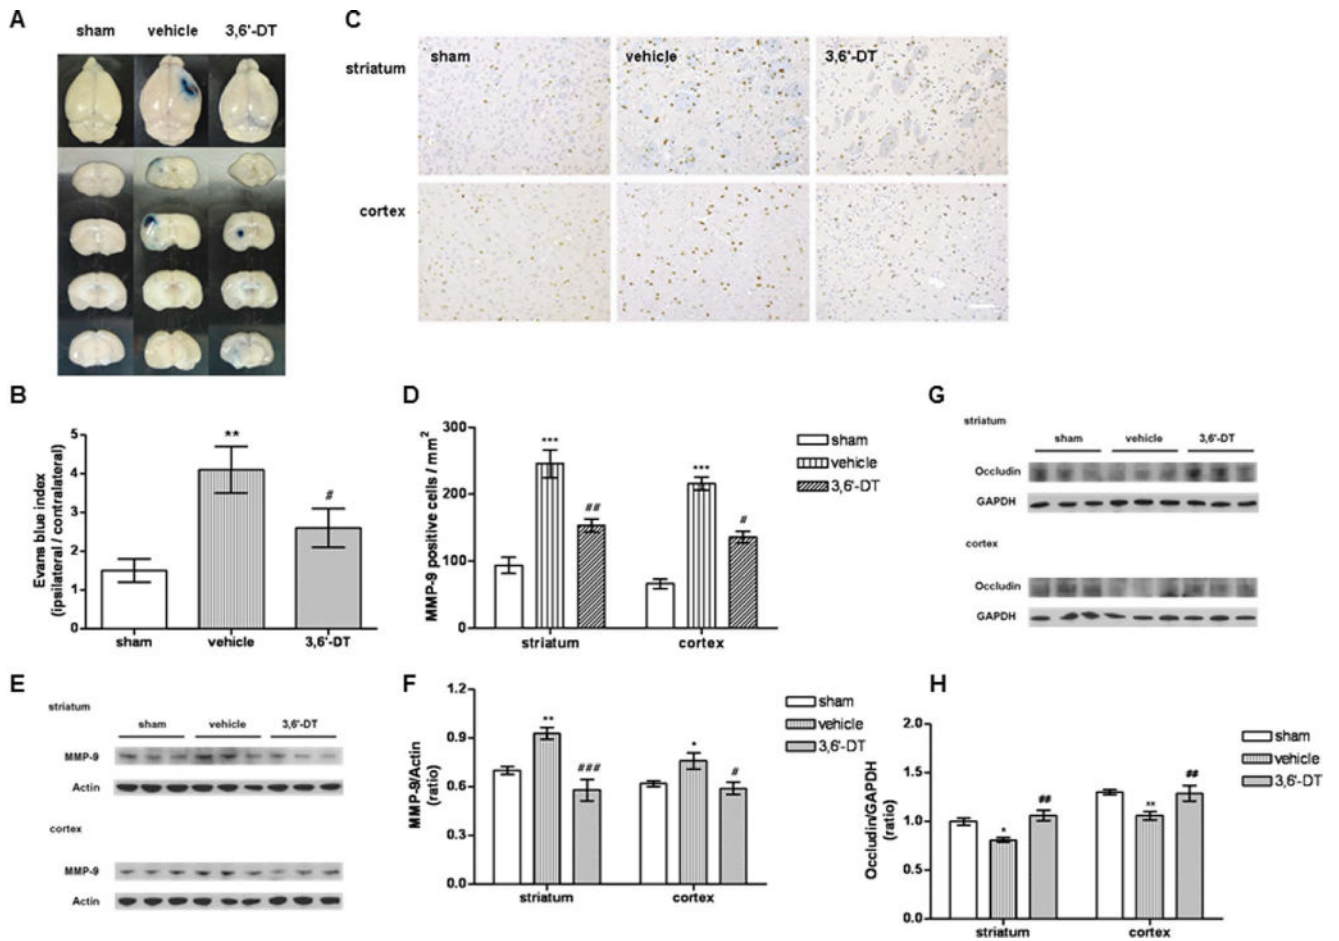 A
sham vehicle 3,6'-DT
C
striatum
sham vehicle 3,6'-DT
cortex
B
Evans blue index
(ipsilateral / contralateral)
5
4
3
2
1
0
**
#
sham vehicle 3,6'-DT
D
MMP-9 positive cells / mm²
300
200
100
0
***
##
***
#
striatum cortex
sham
vehicle
3,6'-DT
G
striatum
sham vehicle 3,6'-DT
Occludin
GAPDH
cortex
Occludin
GAPDH
E
striatum
sham vehicle 3,6'-DT
MMP-9
Actin
cortex
MMP-9
Actin
F
MMP-9/Actin
(ratio)
1.2
0.9
0.6
0.3
0.0
**
###
*
#
striatum cortex
sham
vehicle
3,6'-DT
H
Occludin/GAPDH
(ratio)
2.0
1.5
1.0
0.5
0.0
*
##
**
##
striatum cortex
sham
vehicle
3,6'-DT